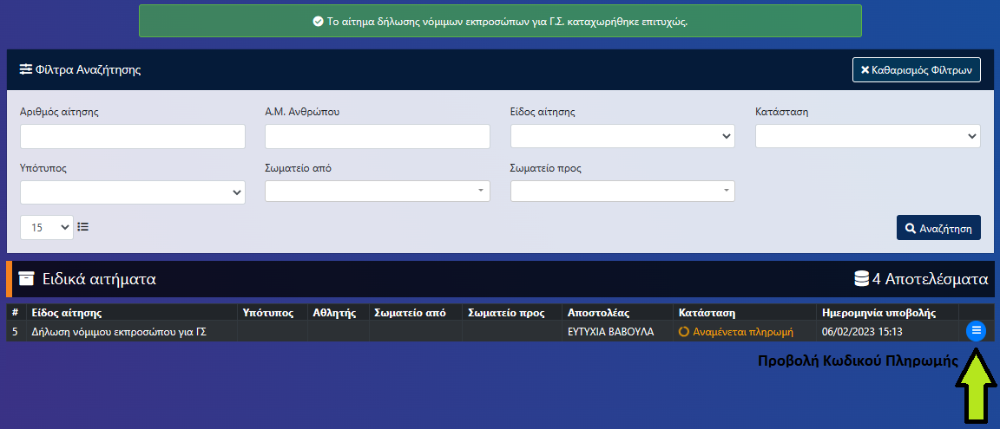 Το αίτημα δήλωσης νόμιμων εκπροσώπων για Γ.Σ. καταχωρήθηκε επιτυχώς.
Φίλτρα Αναζήτησης
Καθαρισμός Φίλτρων
Αριθμός αίτησης Α.Μ. Ανθρώπου Είδος αίτησης Κατάσταση
Υπότυπος Σωματείο από Σωματείο προς
15
Αναζήτηση
Ειδικά αιτήματα 4 Αποτελέσματα
# Είδος αίτησης Υπότυπος Αθλητής Σωματείο από Σωματείο προς Αποστολέας Κατάσταση Ημερομηνία υποβολής
5 Δήλωση νόμιμου εκπροσώπου για ΓΣ ΕΥΤΥΧΙΑ ΒΑΒΟΥΛΑ Αναμένεται πληρωμή 06/02/2023 15:13
Προβολή Κωδικού Πληρωμής